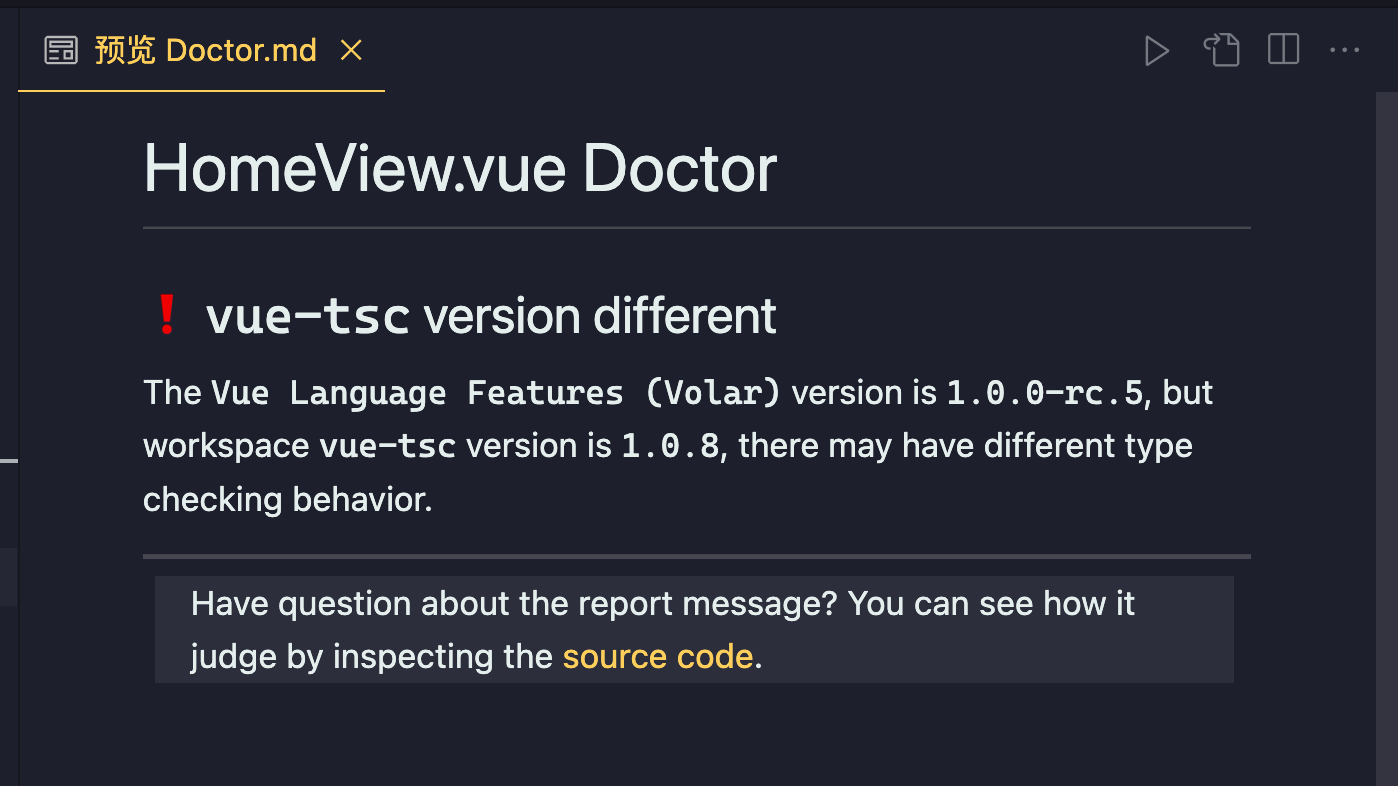 预览 Doctor.md
HomeView.vue Doctor
❗ vue-tsc version different
The Vue Language Features (Volar) version is 1.0.0-rc.5, but
workspace vue-tsc version is 1.0.8, there may have different type
checking behavior.
Have question about the report message? You can see how it
judge by inspecting the source code.